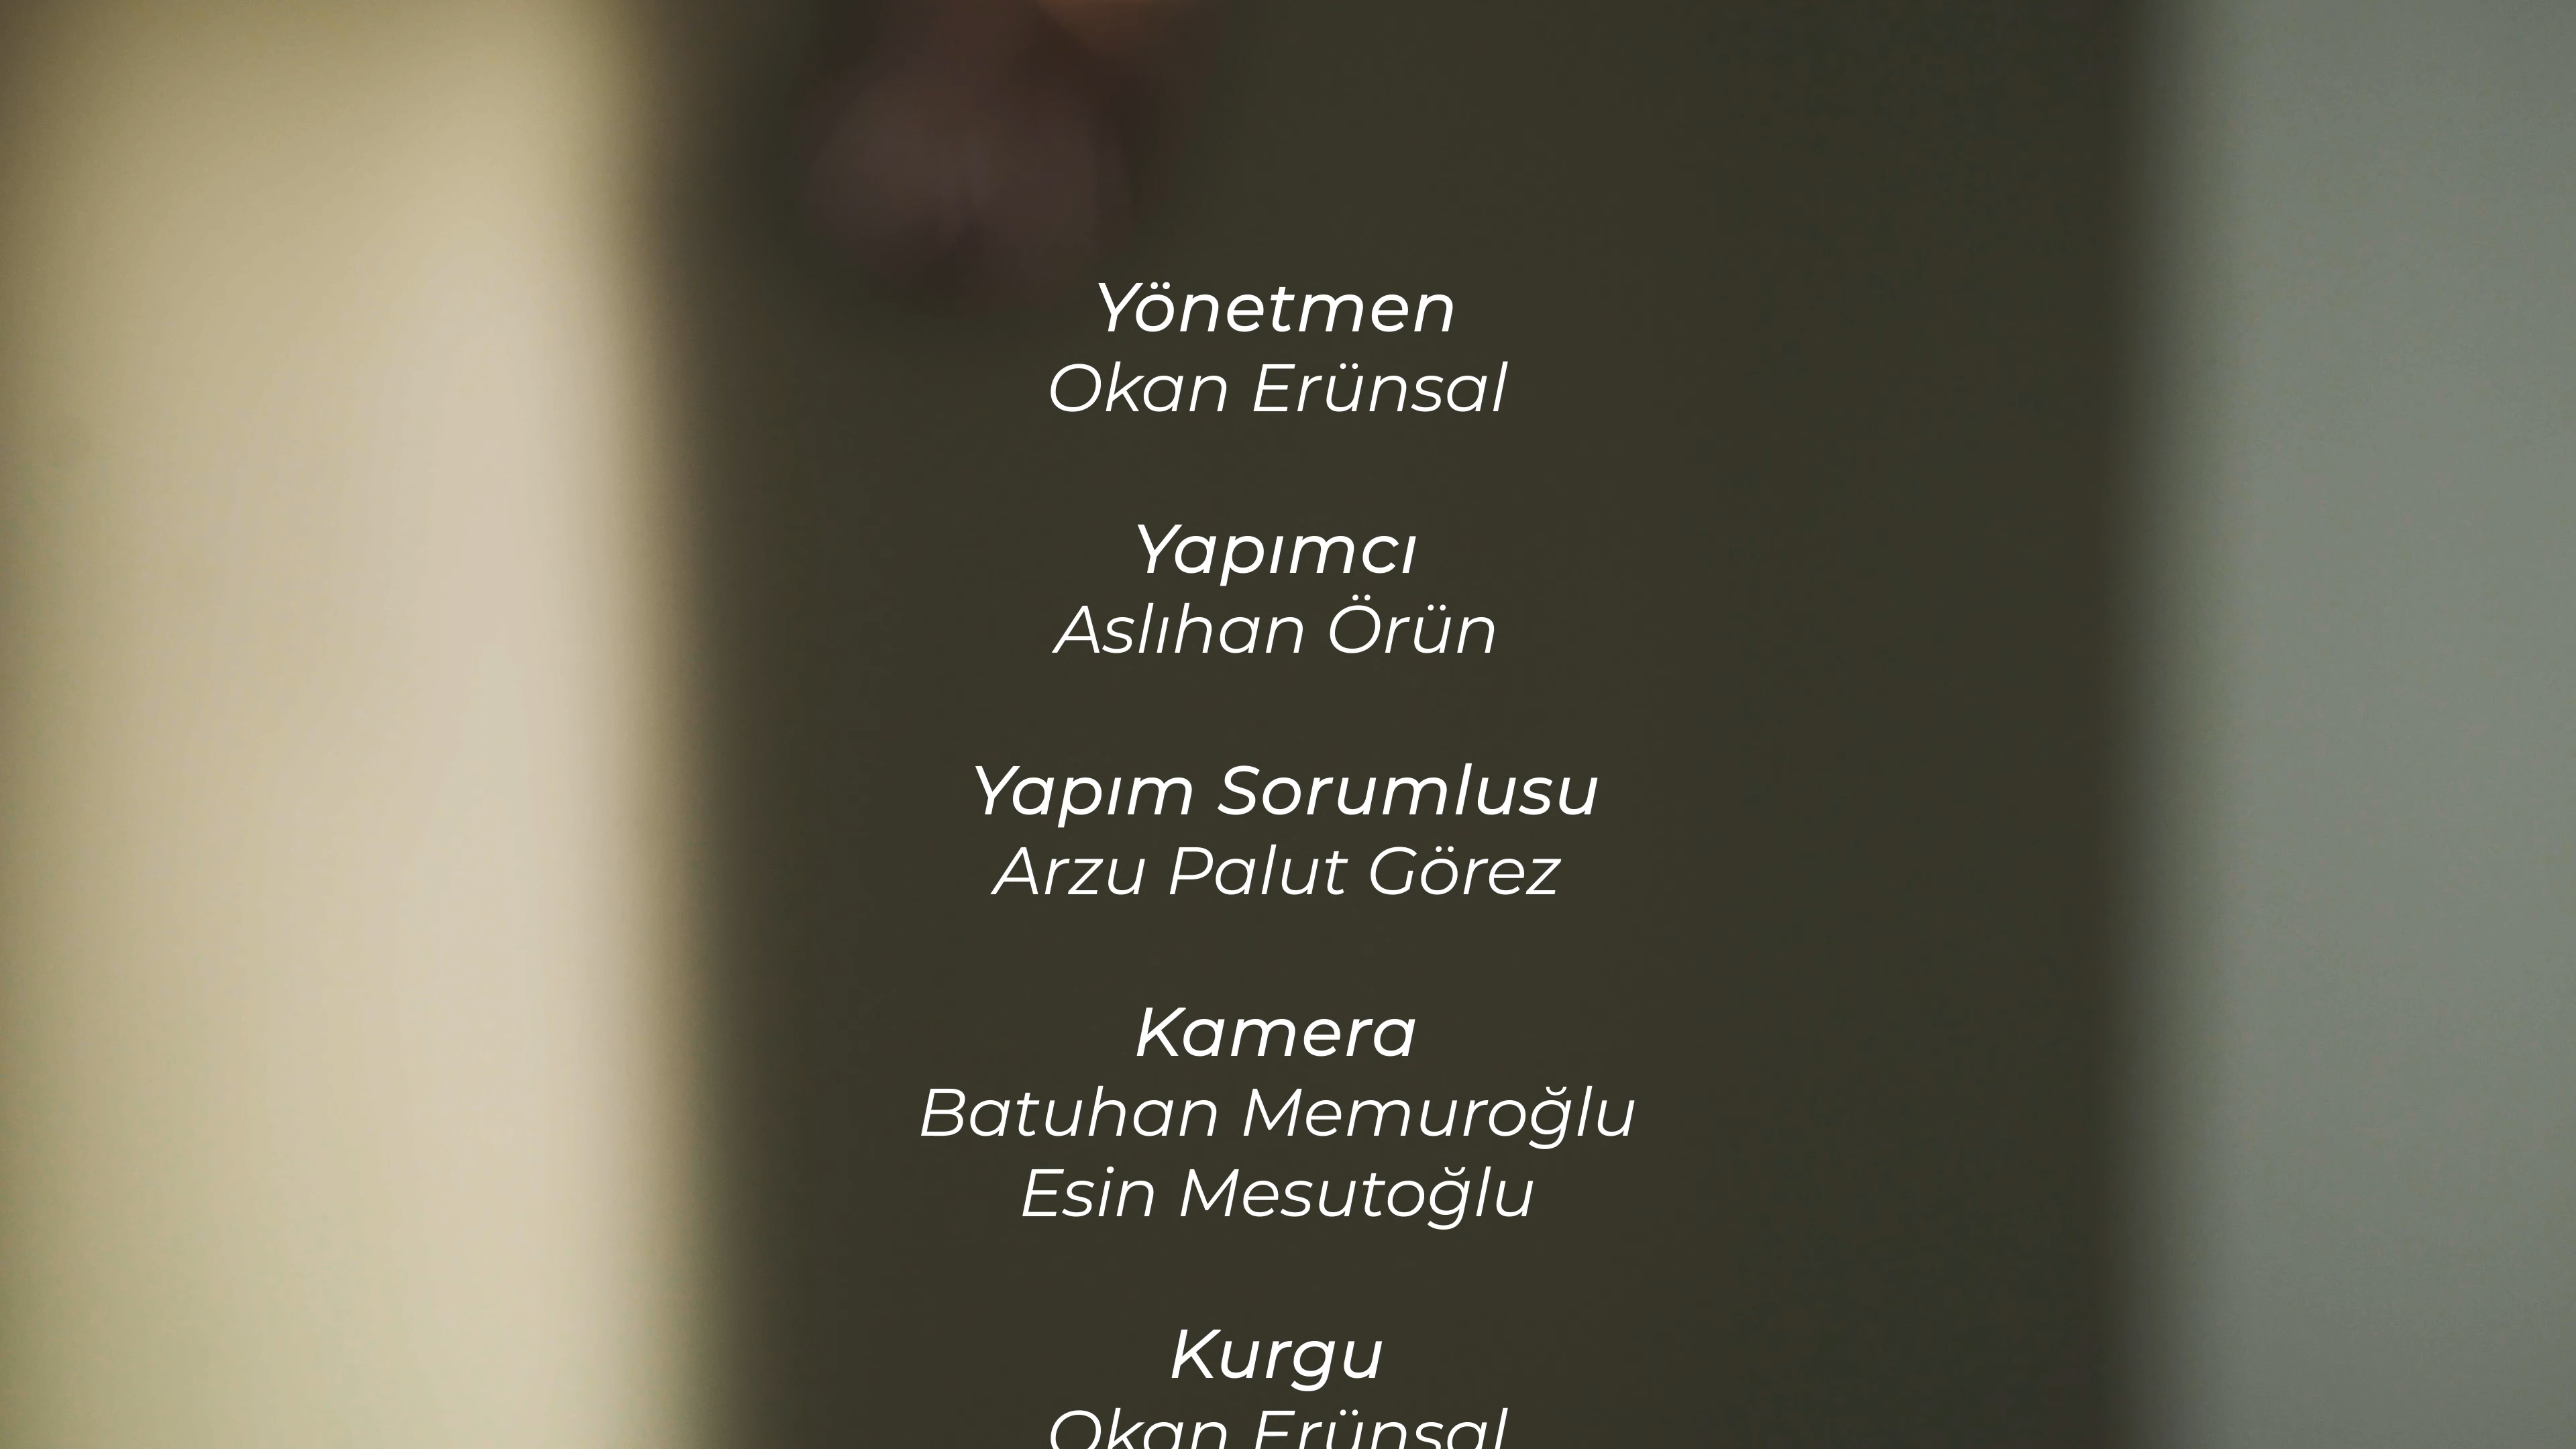 Yönetmen
Okan Erünsal
Yapımcı
Aslıhan Örün
Yapım Sorumlusu
Arzu Palut Görez
Kamera
Batuhan Memuroğlu
Esin Mesutoğlu
Kurgu
Okan Erünsal